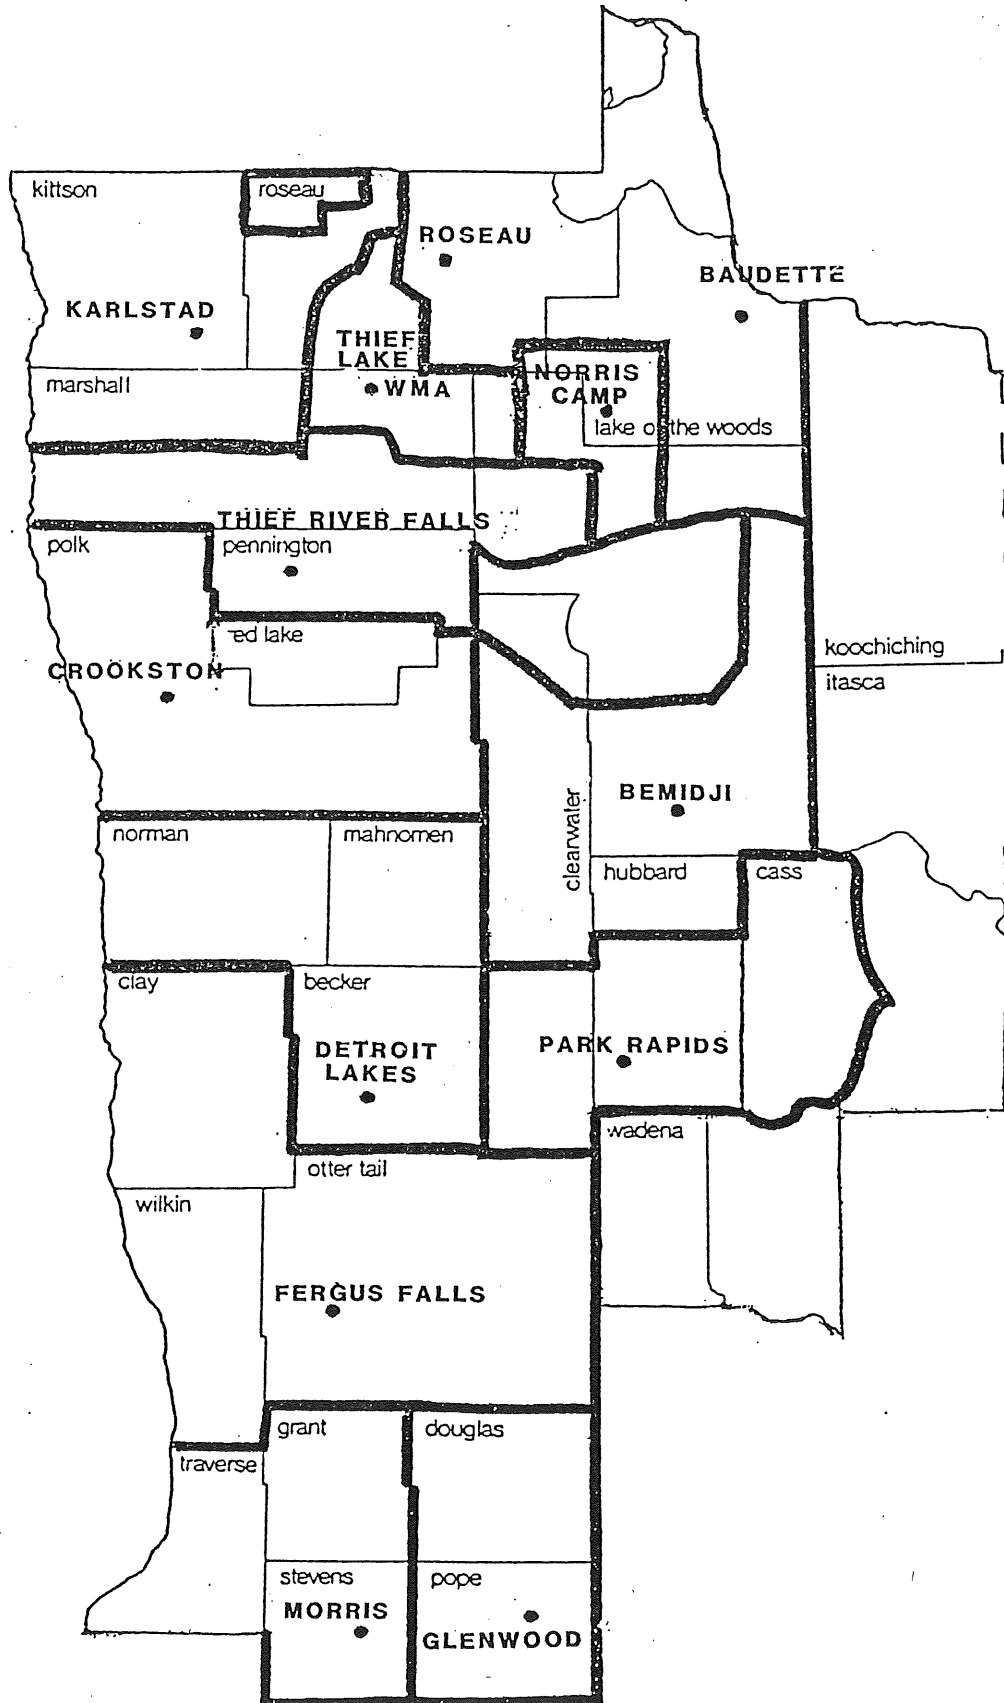 kittson
roseau
ROSEAU
BAUDETTE
KARLSTAD
THIEF
LAKE
WMA
NORRIS
CAMP
marshall
lake of the woods
THIEF RIVER FALLS
polk
pennington
ed lake
koochiching
CROOKSTON
itasca
BEMIDJI
clearwater
norman
mahnomen
hubbard
cass
clay
becker
DETROIT
LAKES
PARK RAPIDS
wadena
otter tail
wilkin
FERGUS FALLS
grant
douglas
traverse
stevens
pope
MORRIS
GLENWOOD